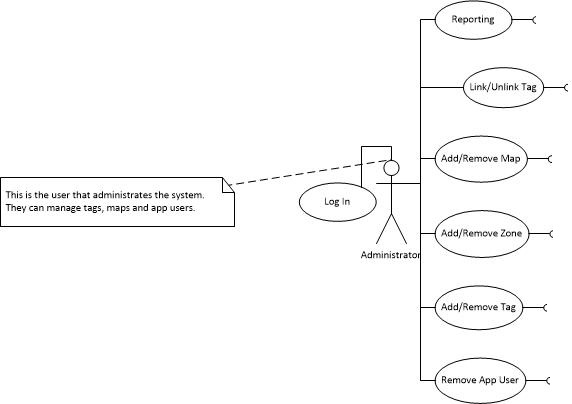 Reporting
Link/Unlink Tag
Add/Remove Map
This is the user that administrates the system.
They can manage tags, maps and app users.
Log In
Add/Remove Zone
Administrator
Add/Remove Tag
Remove App User